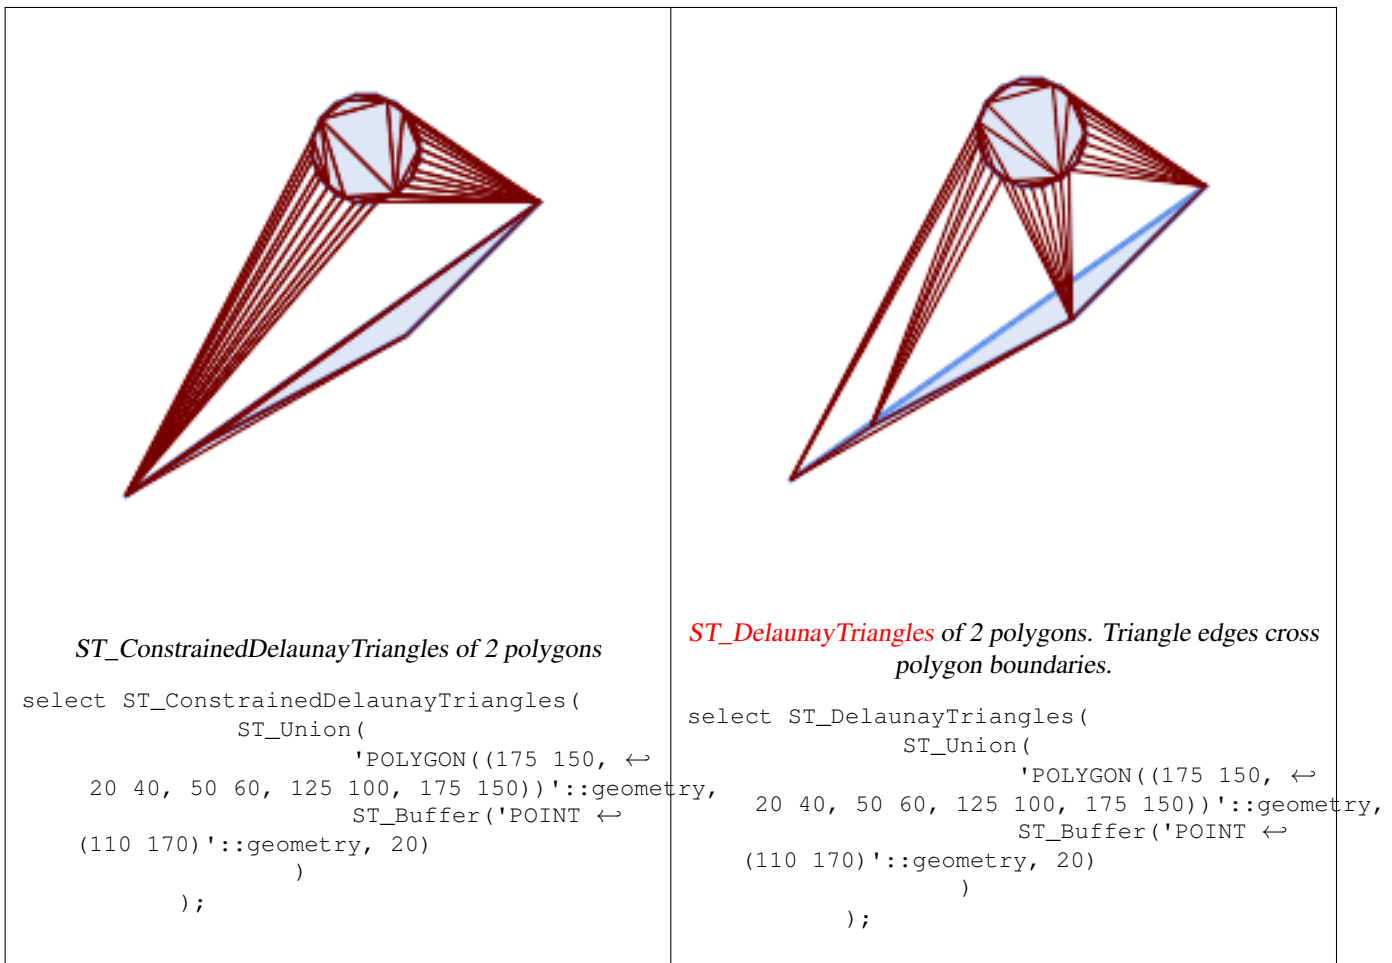 ST_ConstrainedDelaunayTriangles of 2 polygons
select ST_ConstrainedDelaunayTriangles(
ST_Union(
'POLYGON((175 150, ↩
20 40, 50 60, 125 100, 175 150))'::geometry,
ST_Buffer('POINT ↩
(110 170)'::geometry, 20)
)
);
ST_DelaunayTriangles of 2 polygons. Triangle edges cross
polygon boundaries.
select ST_DelaunayTriangles(
ST_Union(
'POLYGON((175 150, ↩
20 40, 50 60, 125 100, 175 150))'::geometry,
ST_Buffer('POINT ↩
(110 170)'::geometry, 20)
)
);